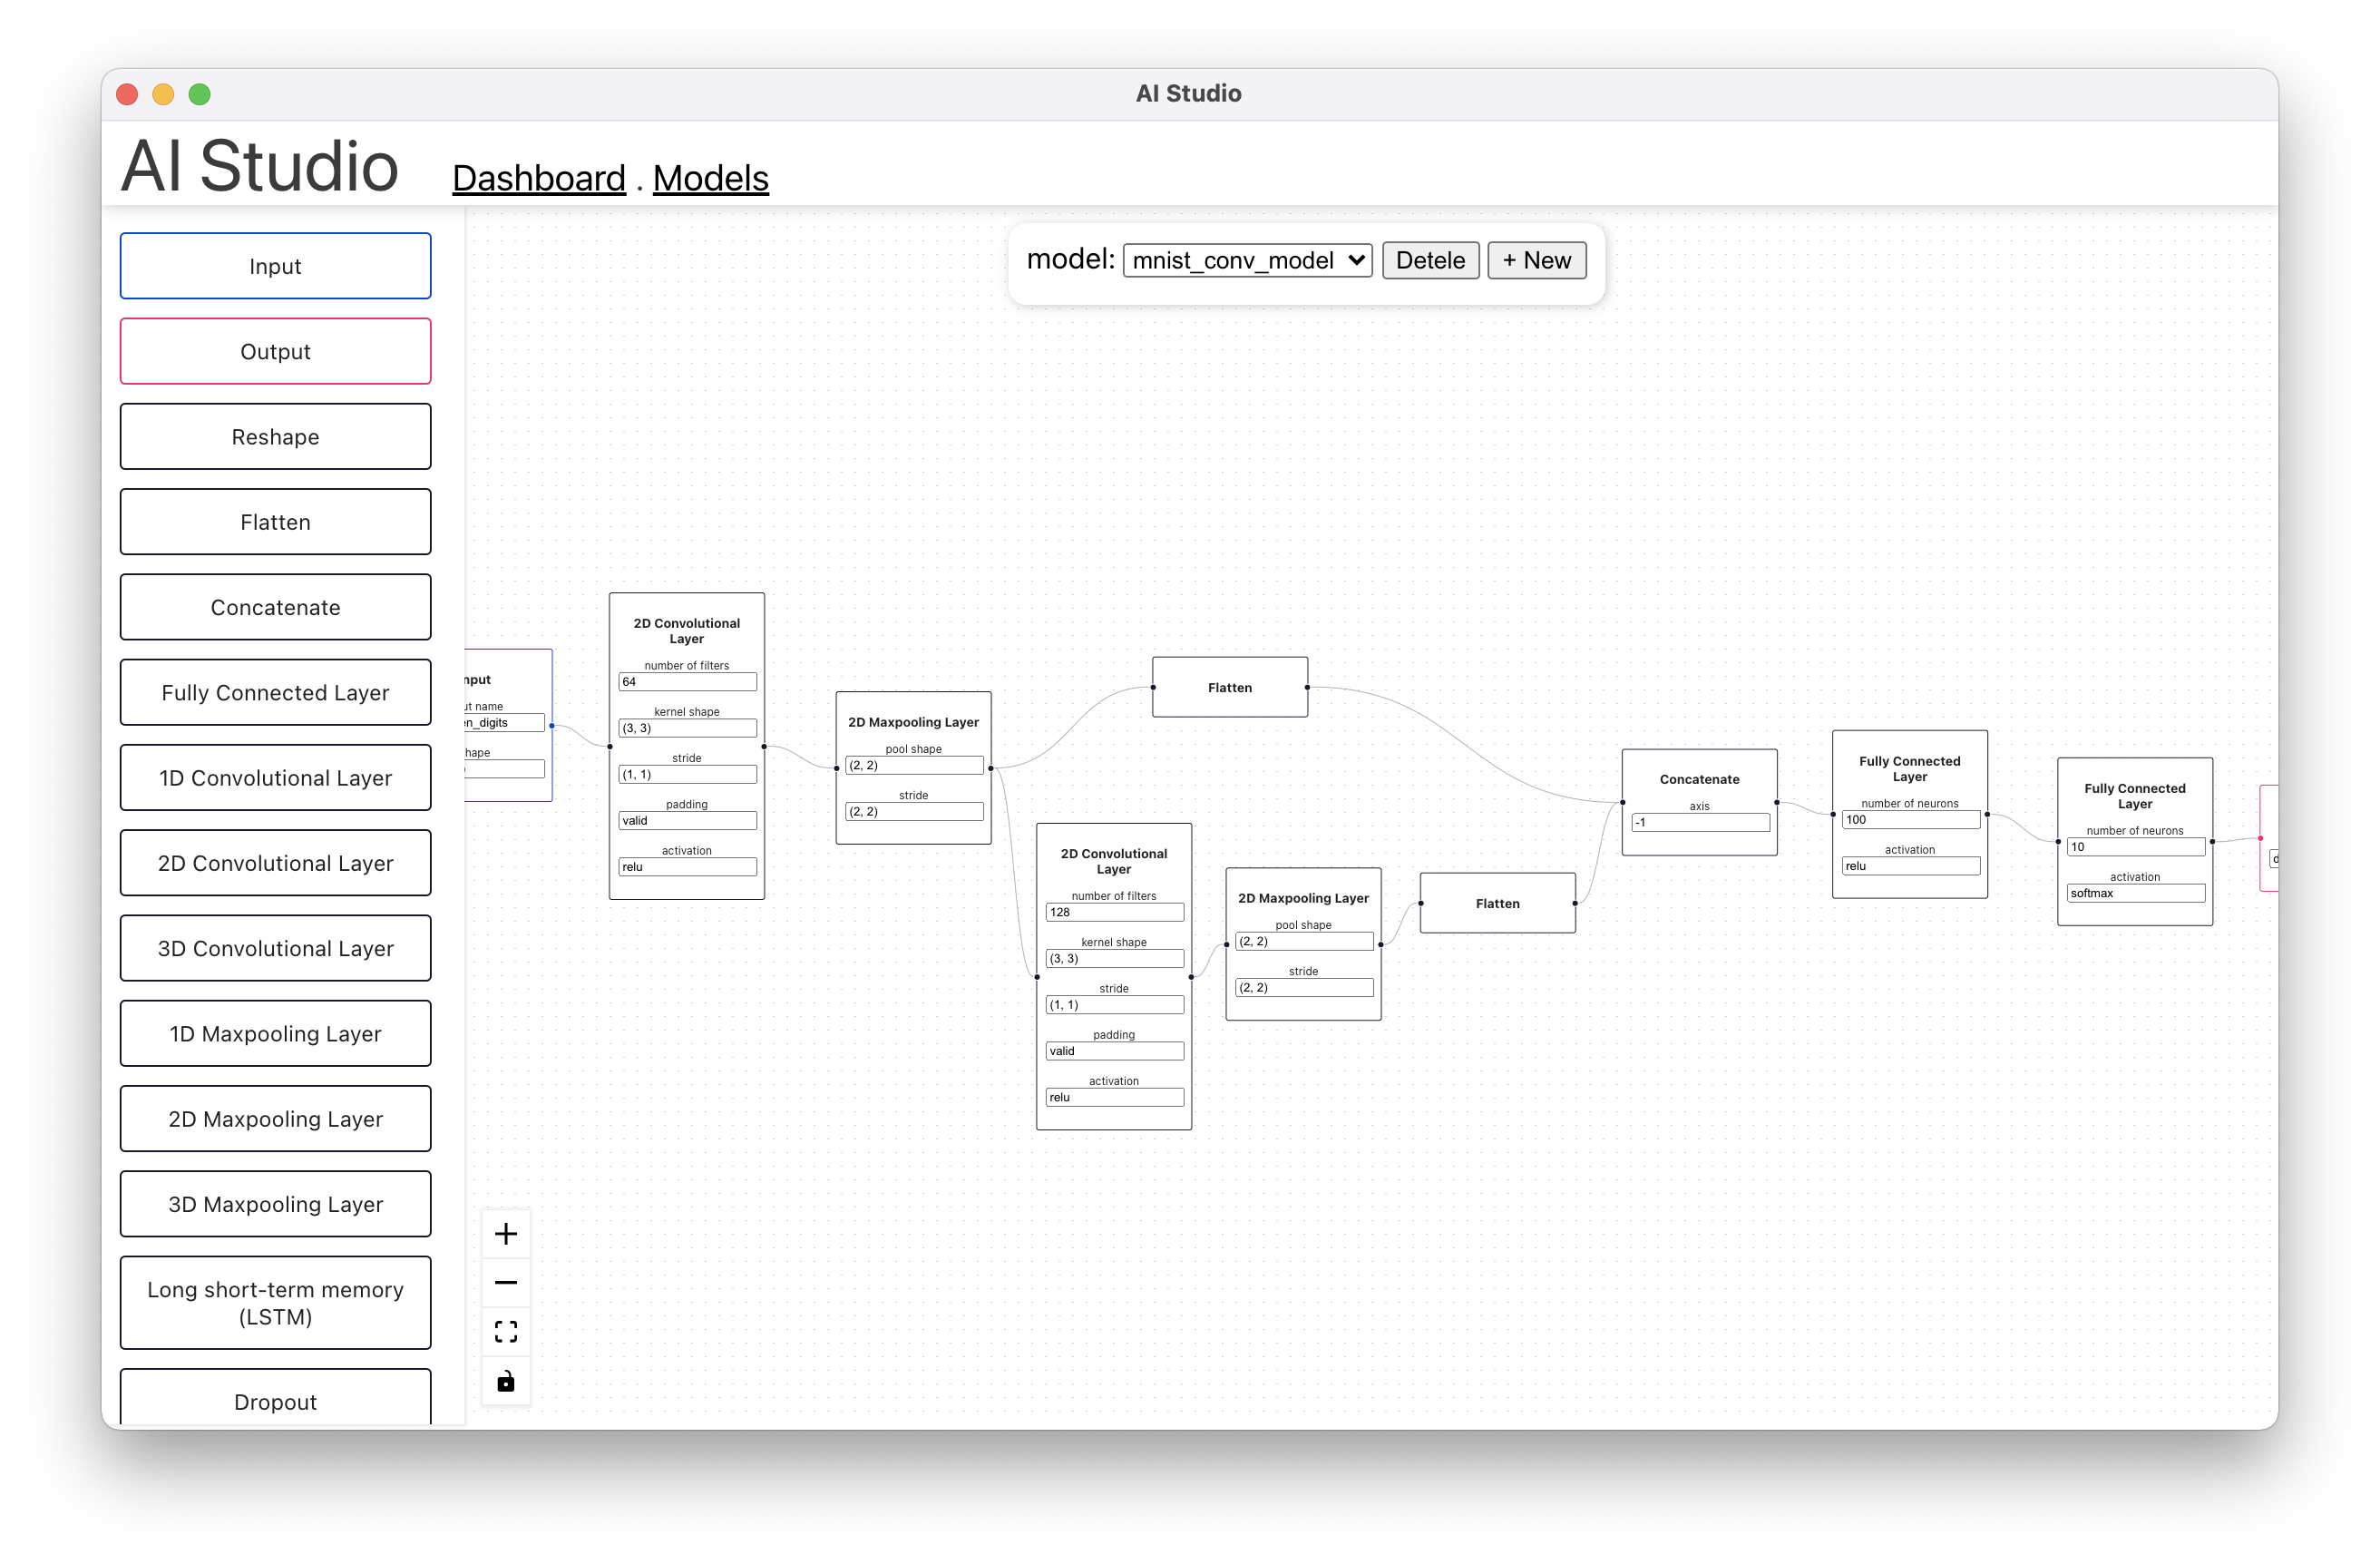 AI Studio
AI Studio
Dashboard . Models
Input
Output
Reshape
Flatten
Concatenate
Fully Connected Layer
1D Convolutional Layer
2D Convolutional Layer
3D Convolutional Layer
1D Maxpooling Layer
2D Maxpooling Layer
3D Maxpooling Layer
Long short-term memory
(LSTM)
Dropout
model: mnist_conv_model Detele + New
nput
ut name
en_digits
hape
2D Convolutional
Layer
number of filters
64
kernel shape
(3, 3)
stride
(1, 1)
padding
valid
activation
relu
2D Maxpooling Layer
pool shape
(2, 2)
stride
(2, 2)
Flatten
2D Convolutional
Layer
number of filters
128
kernel shape
(3, 3)
stride
(1, 1)
padding
valid
activation
relu
2D Maxpooling Layer
pool shape
(2, 2)
stride
(2, 2)
Flatten
Concatenate
axis
-1
Fully Connected
Layer
number of neurons
100
activation
relu
Fully Connected
Layer
number of neurons
10
activation
softmax